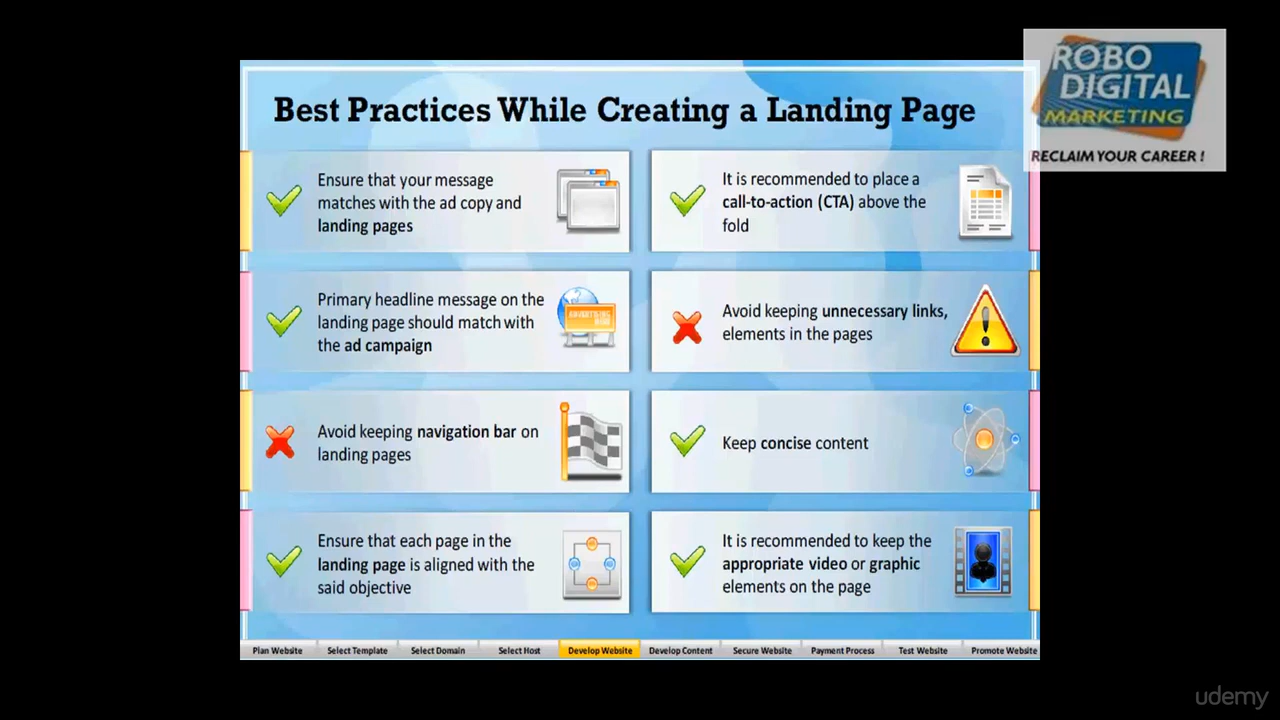 ROBO
DIGITAL
MARKETING
RECLAIM YOUR CAREER !
Best Practices While Creating a Landing Page
Ensure that your message
matches with the ad copy and
landing pages
It is recommended to place a
call-to-action (CTA) above the
fold
Primary headline message on the
landing page should match with
the ad campaign
Avoid keeping unnecessary links,
elements in the pages
Avoid keeping navigation bar on
landing pages
Keep concise content
Ensure that each page in the
landing page is aligned with the
said objective
It is recommended to keep the
appropriate video or graphic
elements on the page
Plan Website Select Template Select Domain Select Host Develop Website Develop Content Secure Website Payment Process Test Website Promote Website
udemy